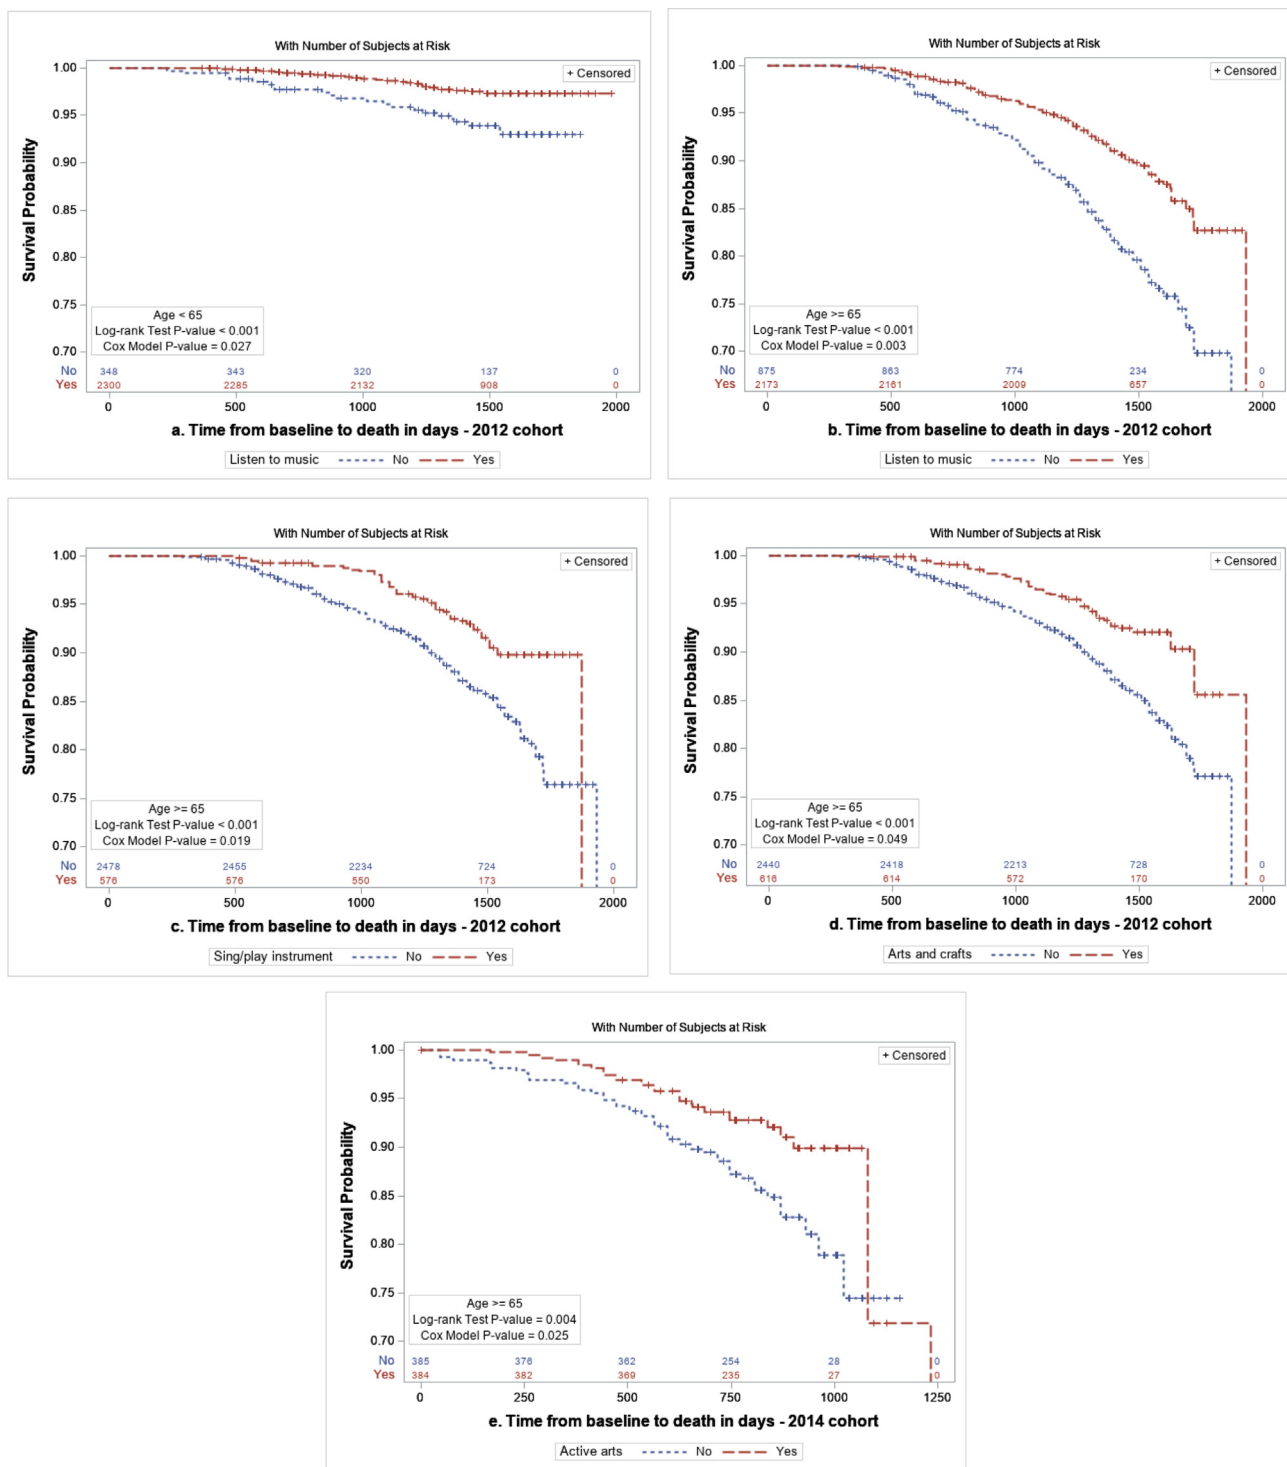 With Number of Subjects at Risk
+ Censored
1.00
0.95
0.90
0.85
0.80
0.75
0.70
Survival Probability
Age < 65
Log-rank Test P-value < 0.001
Cox Model P-value = 0.027
No 348 343 320 137 0
Yes 2300 2285 2132 908 0
0 500 1000 1500 2000
a. Time from baseline to death in days - 2012 cohort
Listen to music No Yes
With Number of Subjects at Risk
+ Censored
1.00
0.95
0.90
0.85
0.80
0.75
0.70
Survival Probability
Age >= 65
Log-rank Test P-value < 0.001
Cox Model P-value = 0.003
No 875 863 774 234 0
Yes 2173 2161 2009 657 0
0 500 1000 1500 2000
b. Time from baseline to death in days - 2012 cohort
Listen to music No Yes
With Number of Subjects at Risk
+ Censored
1.00
0.95
0.90
0.85
0.80
0.75
0.70
Survival Probability
Age >= 65
Log-rank Test P-value < 0.001
Cox Model P-value = 0.019
No 2478 2455 2234 724 0
Yes 576 576 550 173 0
0 500 1000 1500 2000
c. Time from baseline to death in days - 2012 cohort
Sing/play instrument No Yes
With Number of Subjects at Risk
+ Censored
1.00
0.95
0.90
0.85
0.80
0.75
0.70
Survival Probability
Age >= 65
Log-rank Test P-value < 0.001
Cox Model P-value = 0.049
No 2440 2418 2213 728 0
Yes 616 614 572 170 0
0 500 1000 1500 2000
d. Time from baseline to death in days - 2012 cohort
Arts and crafts No Yes
With Number of Subjects at Risk
+ Censored
1.00
0.95
0.90
0.85
0.80
0.75
0.70
Survival Probability
Age >= 65
Log-rank Test P-value = 0.004
Cox Model P-value = 0.025
No 385 376 362 254 28 0
Yes 384 382 369 235 27 0
0 250 500 750 1000 1250
e. Time from baseline to death in days - 2014 cohort
Active arts No Yes